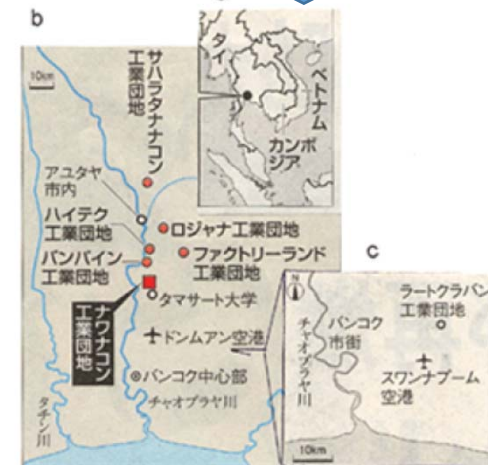 b
10km
サハラタナナコン
工業団地
アユタヤ
市内
ハイテク
工業団地
バンパイン
工業団地
ロジャナ工業団地
ファクトリーランド
工業団地
ナワナコン
工業団地
タマサート大学
ドンムアン空港
バンコク中心部
チャオプラヤ川
タチン川
タイ
ベトナム
カンボ
ジア
c
N
ラートクラバン
工業団地
バンコク
市街
チャオプラヤ川
スワンナプーム
空港
10km